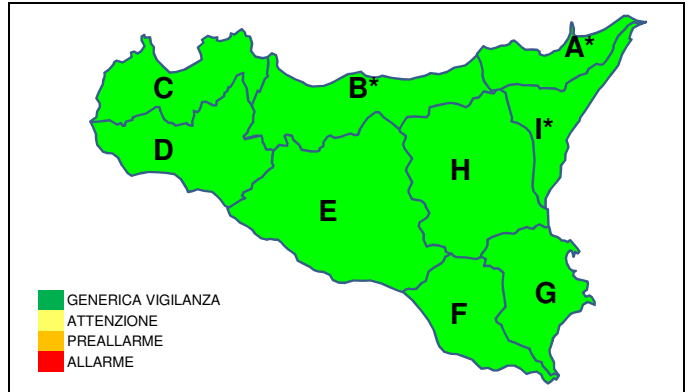 A*
B*
C
I*
D
H
E
G
F
GENERICA VIGILANZA
ATTENZIONE
PREALLARME
ALLARME